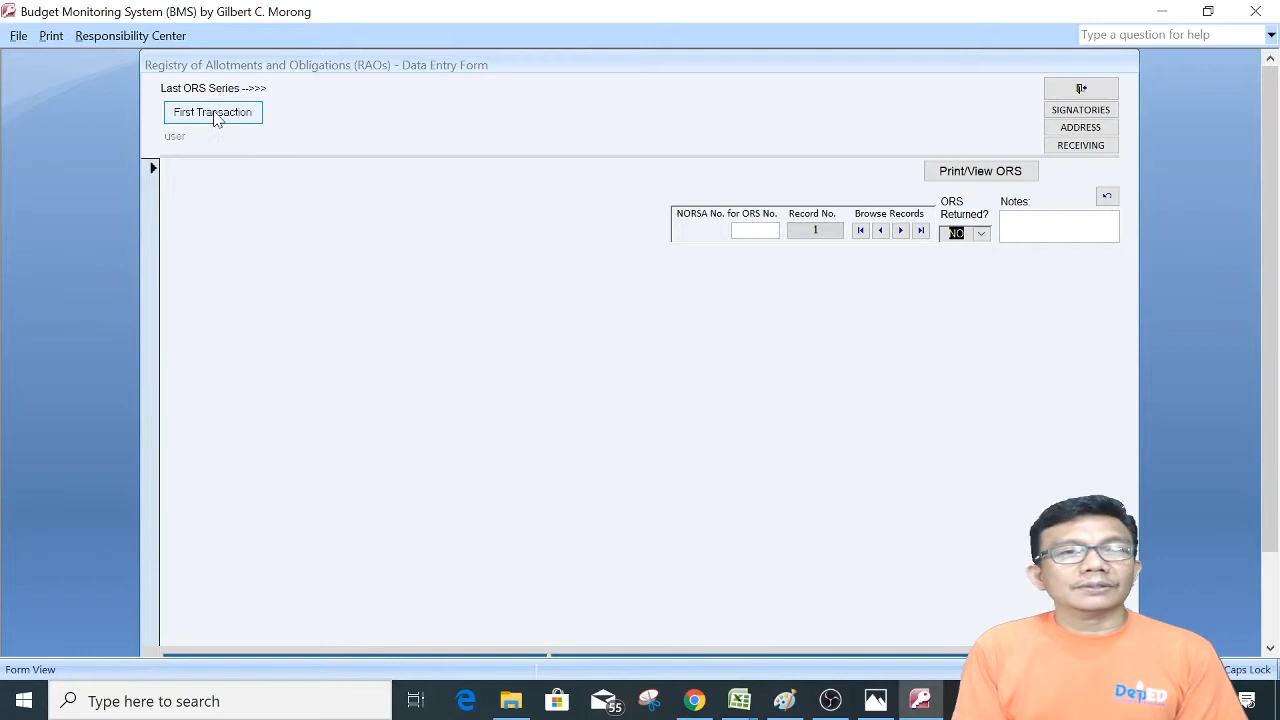 Budget Monitoring System (BMS) by Gilbert C. Morong
File Print Responsibility Center
Type a question for help
Registry of Allotments and Obligations (RAOs) - Data Entry Form
Last ORS Series -->>>
First Transaction
user
SIGNATORIES
ADDRESS
RECEIVING
Print/View ORS
NORSA No. for ORS No.
Record No.
1
Browse Records
ORS
Returned?
NO
Notes:
Form View
Caps Lock
Type here to search
55
DepED